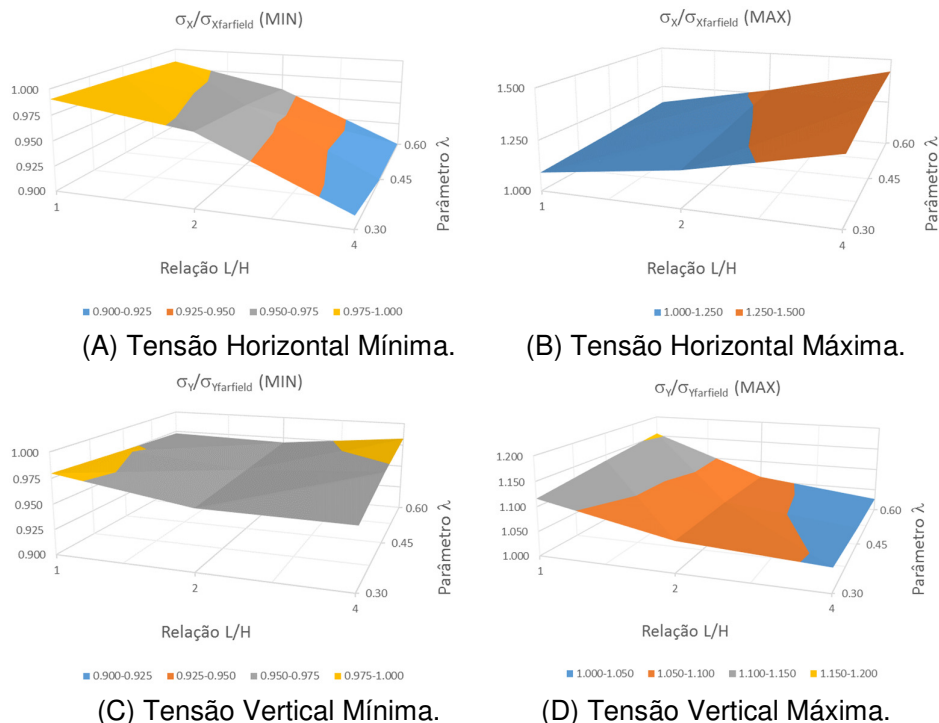 σX/σXfarfield (MIN)
1.000
0.975
0.950
0.925
0.900
1
2
4
0.60
0.45
0.30
Parâmetro λ
Relação L/H
0.900-0.925 0.925-0.950 0.950-0.975 0.975-1.000
(A) Tensão Horizontal Mínima.
σX/σXfarfield (MAX)
1.500
1.250
1.000
1
2
4
0.60
0.45
0.30
Parâmetro λ
Relação L/H
1.000-1.250 1.250-1.500
(B) Tensão Horizontal Máxima.
σY/σYfarfield (MIN)
1.000
0.975
0.950
0.925
0.900
1
2
4
0.60
0.45
0.30
Parâmetro λ
Relação L/H
0.900-0.925 0.925-0.950 0.950-0.975 0.975-1.000
(C) Tensão Vertical Mínima.
σY/σYfarfield (MAX)
1.200
1.150
1.100
1.050
1.000
1
2
4
0.60
0.45
0.30
Parâmetro λ
Relação L/H
1.000-1.050 1.050-1.100 1.100-1.150 1.150-1.200
(D) Tensão Vertical Máxima.